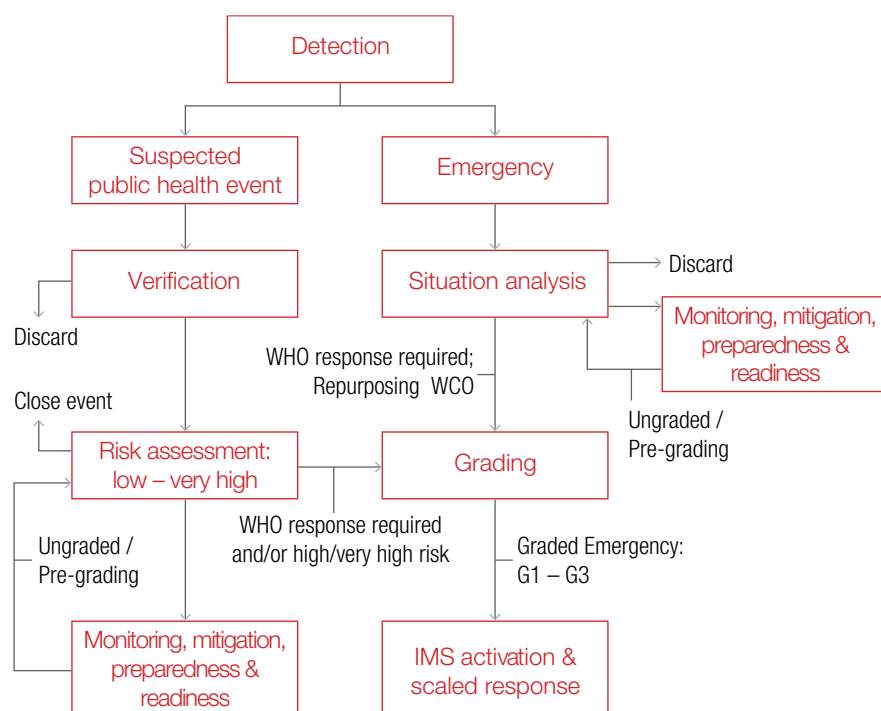 Detection
Suspected
public health event
Emergency
Verification
Situation analysis
Discard
Discard
Monitoring, mitigation,
preparedness &
readiness
WHO response required;
Repurposing WCO
Close event
Ungraded /
Pre-grading
Risk assessment:
low – very high
Grading
WHO response required
and/or high/very high risk
Ungraded /
Pre-grading
Graded Emergency:
G1 – G3
Monitoring, mitigation,
preparedness &
readiness
IMS activation &
scaled response